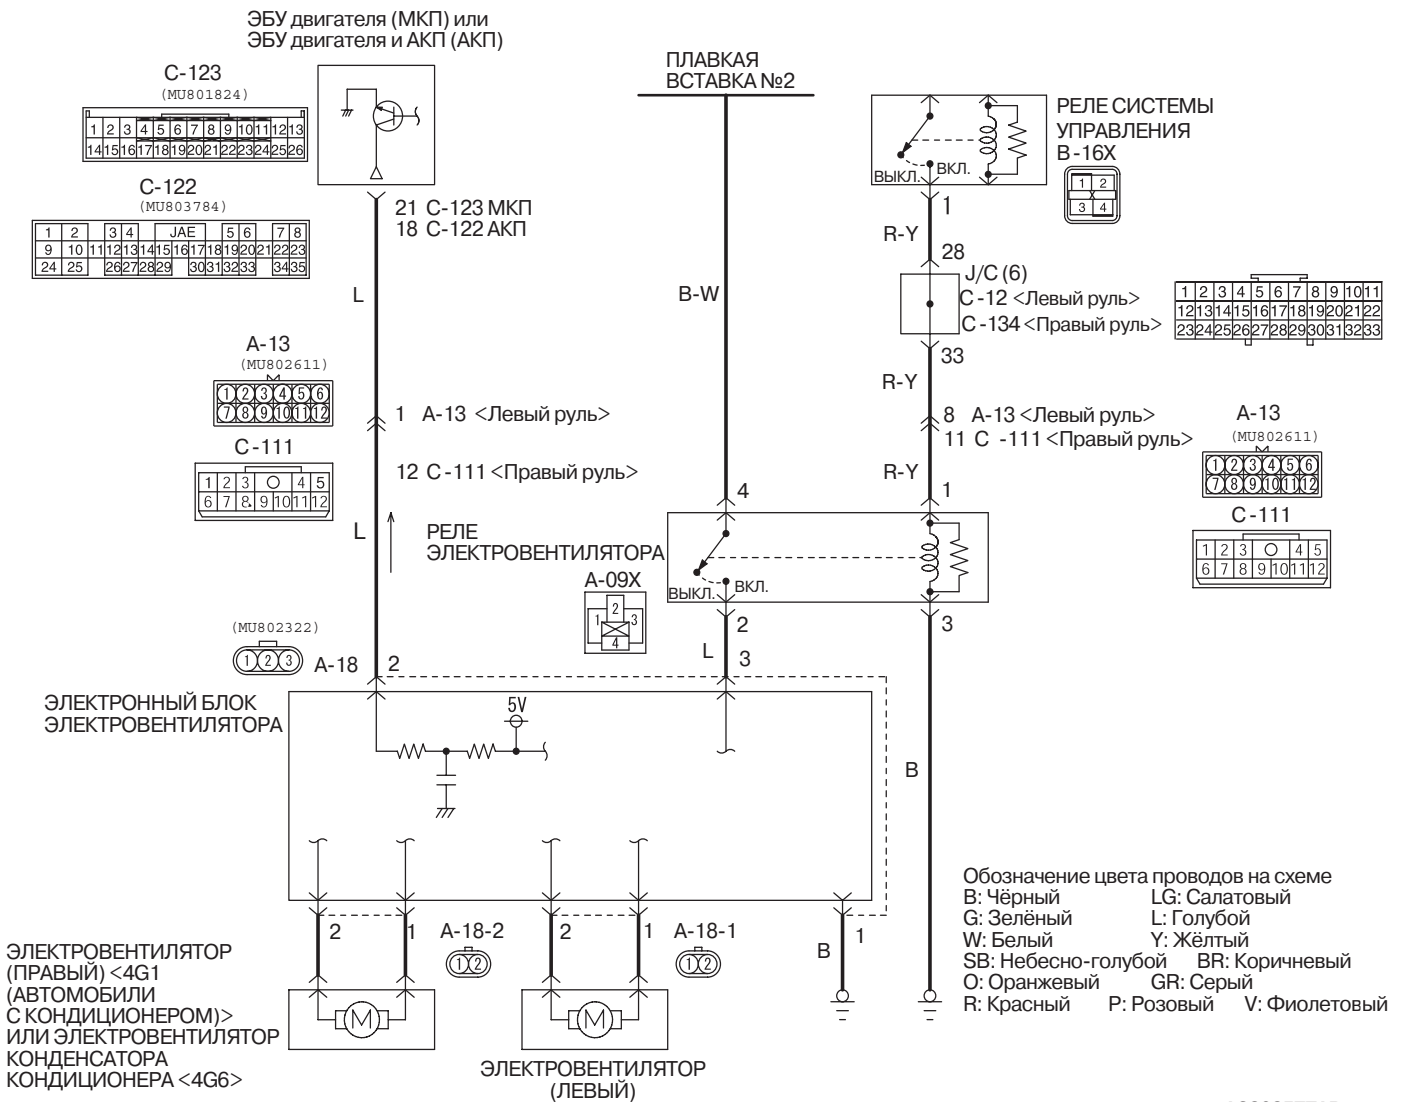 ЭБУ двигателя (МКП) или
ЭБУ двигателя и АКП (АКП)
C-123
(MU801824)
1 2 3 4 5 6 7 8 9 10 11 12 13
14 15 16 17 18 19 20 21 22 23 24 25 26
C-122
(MU803784)
1 2 3 4 JAE 5 6 7 8
9 10 11 12 13 14 15 16 17 18 19 20 21 22 23
24 25 26 27 28 29 30 31 32 33 34 35
21 C-123 МКП
18 C-122 АКП
L
ПЛАВКАЯ
ВСТАВКА №2
B-W
РЕЛЕ СИСТЕМЫ
УПРАВЛЕНИЯ
B-16X
1 2
X
3 4
ВЫКЛ.
ВКЛ.
1
R-Y
28
J/C (6)
C-12 <Левый руль>
C-134 <Правый руль>
1 2 3 4 5 6 7 8 9 10 11
12 13 14 15 16 17 18 19 20 21 22
23 24 25 26 27 28 29 30 31 32 33
33
R-Y
A-13
(MU802611)
1 2 3 4 5 6
7 8 9 10 11 12
C-111
1 2 3 4 5
6 7 8 9 10 11 12
1 A-13 <Левый руль>
12 C-111 <Правый руль>
8 A-13 <Левый руль>
11 C -111 <Правый руль>
A-13
(MU802611)
1 2 3 4 5 6
7 8 9 10 11 12
C-111
1 2 3 4 5
6 7 8 9 10 11 12
R-Y
4
1
L
РЕЛЕ
ЭЛЕКТРОВЕНТИЛЯТОРА
A-09X
2
1 3
4
ВЫКЛ.
ВКЛ.
2
3
L
3
(MU802322)
1 2 3
A-18
2
ЭЛЕКТРОННЫЙ БЛОК
ЭЛЕКТРОВЕНТИЛЯТОРА
5V
B
2
1
A-18-2
1 2
2
1
A-18-1
1 2
B
1
M
M
ЭЛЕКТРОВЕНТИЛЯТОР
(ПРАВЫЙ) <4G1
(АВТОМОБИЛИ
С КОНДИЦИОНЕРОМ)>
ИЛИ ЭЛЕКТРОВЕНТИЛЯТОР
КОНДЕНСАТОРА
КОНДИЦИОНЕРА <4G6>
ЭЛЕКТРОВЕНТИЛЯТОР
(ЛЕВЫЙ)
Обозначение цвета проводов на схеме
B: Чёрный LG: Салатовый
G: Зелёный L: Голубой
W: Белый Y: Жёлтый
SB: Небесно-голубой BR: Коричневый
O: Оранжевый GR: Серый
R: Красный P: Розовый V: Фиолетовый